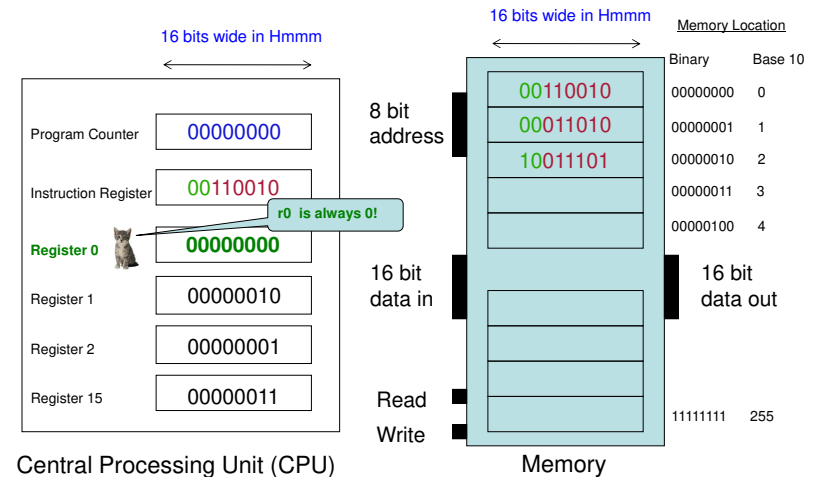 16 bits wide in Hmmm
Program Counter 00000000
Instruction Register 00110010
r0 is always 0!
Register 0 00000000
Register 1 00000010
Register 2 00000001
Register 15 00000011
Central Processing Unit (CPU)
16 bits wide in Hmmm
Memory Location
Binary Base 10
8 bit
address
00110010 00000000 0
00011010 00000001 1
10011101 00000010 2
00000011 3
00000100 4
16 bit
data in
16 bit
data out
Read
Write
11111111 255
Memory